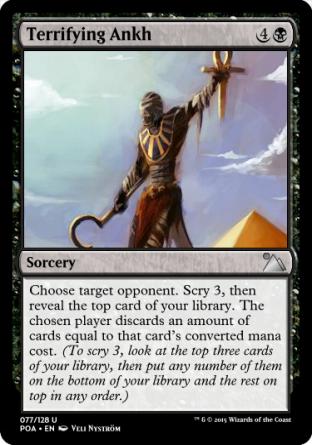 Terrifying Ankh 4
Sorcery
Choose target opponent. Scry 3, then
reveal the top card of your library. The
chosen player discards an amount of
cards equal to that card's converted mana
cost. (To scry 3, look at the top three cards
of your library, then put any number of them
on the bottom of your library and the rest on
top in any order.)
077/128 U
POA • EN VELI NYSTRÖM
™ & © 2015 Wizards of the Coast